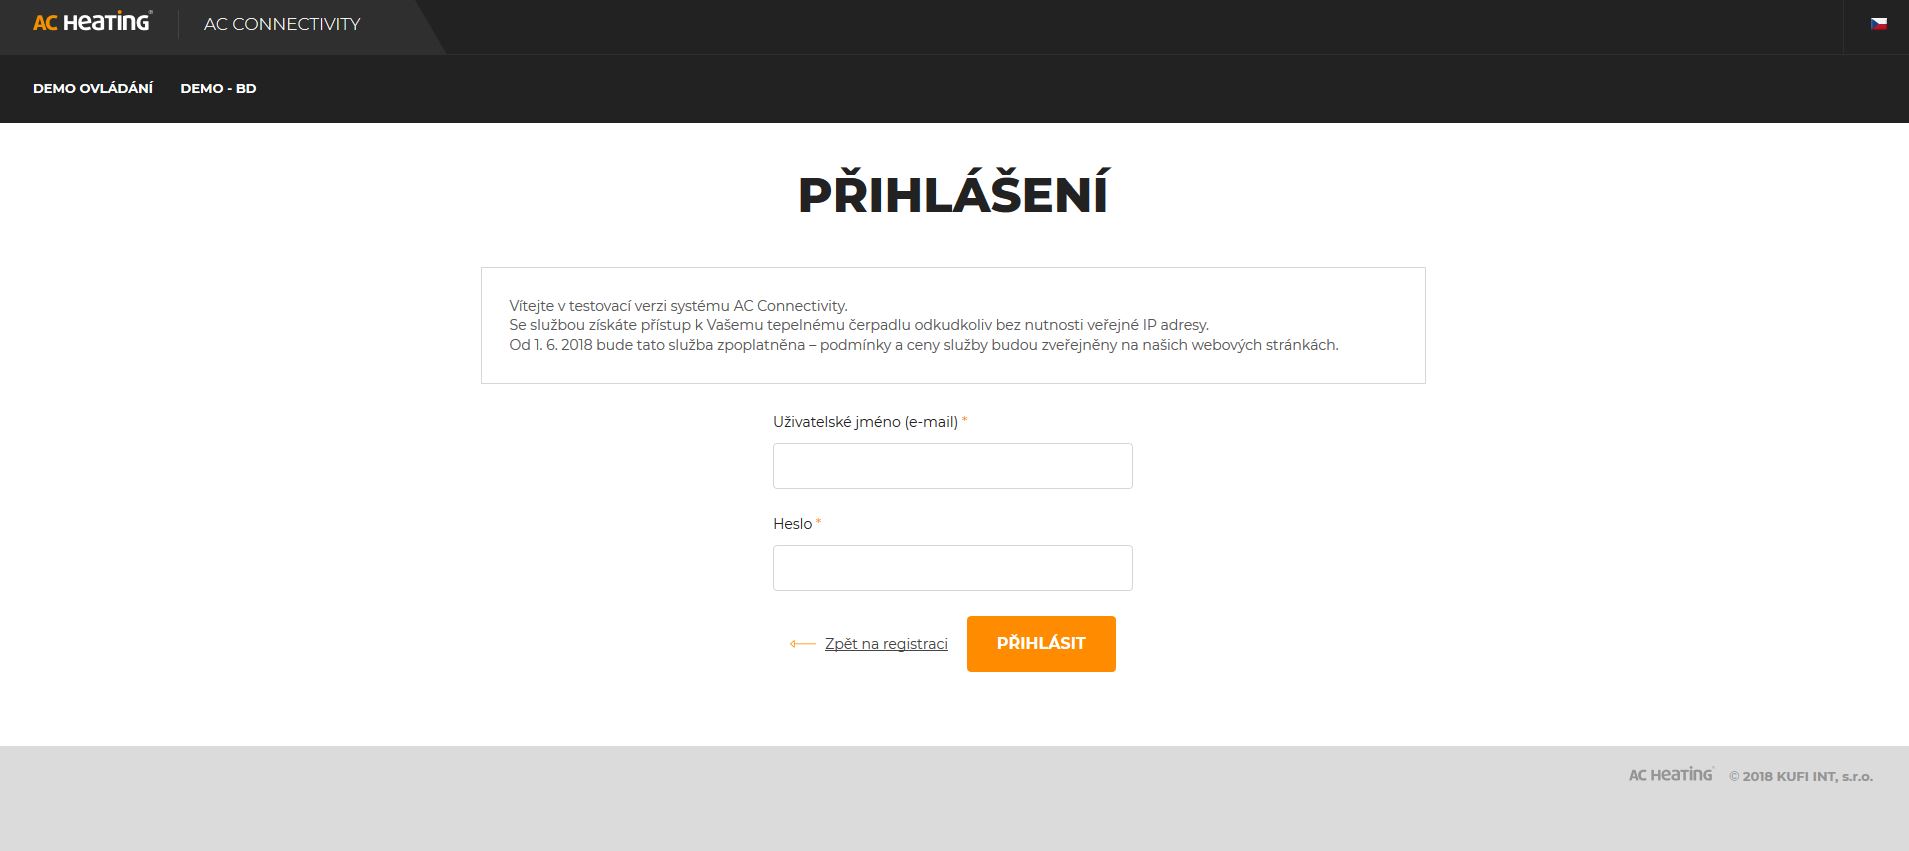 AC Heating® AC CONNECTIVITY
DEMO OVLÁDÁNÍ DEMO - BD
PŘIHLÁŠENÍ
Vítejte v testovací verzi systému AC Connectivity.
Se službou získáte přístup k Vašemu tepelnému čerpadlu odkudkoliv bez nutnosti veřejné IP adresy.
Od 1. 6. 2018 bude tato služba zpoplatněna – podmínky a ceny služby budou zveřejněny na našich webových stránkách.
Uživatelské jméno (e-mail) *
Heslo *
Zpět na registraci PŘIHLÁSIT
AC Heating® © 2018 KUFI INT, s.r.o.